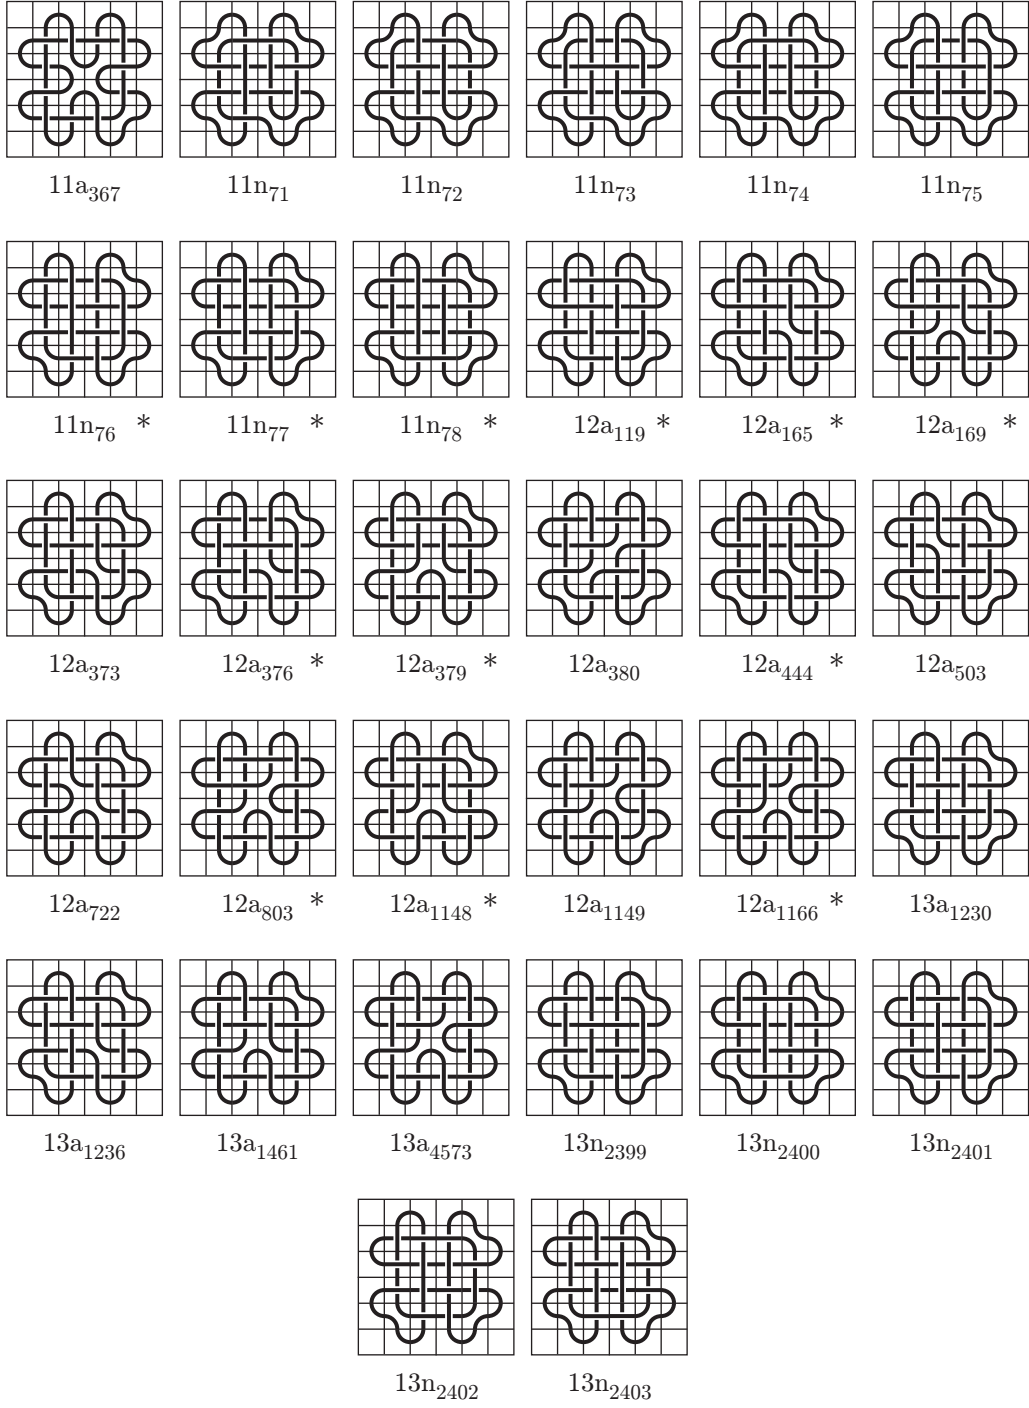 11a₃₆₇ 11n₇₁ 11n₇₂ 11n₇₃ 11n₇₄ 11n₇₅
11n₇₆ * 11n₇₇ * 11n₇₈ * 12a₁₁₉ * 12a₁₆₅ * 12a₁₆₉ *
12a₃₇₃ 12a₃₇₆ * 12a₃₇₉ * 12a₃₈₀ 12a₄₄₄ * 12a₅₀₃
12a₇₂₂ 12a₈₀₃ * 12a₁₁₄₈ * 12a₁₁₄₉ 12a₁₁₆₆ * 13a₁₂₃₀
13a₁₂₃₆ 13a₁₄₆₁ 13a₄₅₇₃ 13n₂₃₉₉ 13n₂₄₀₀ 13n₂₄₀₁
13n₂₄₀₂ 13n₂₄₀₃